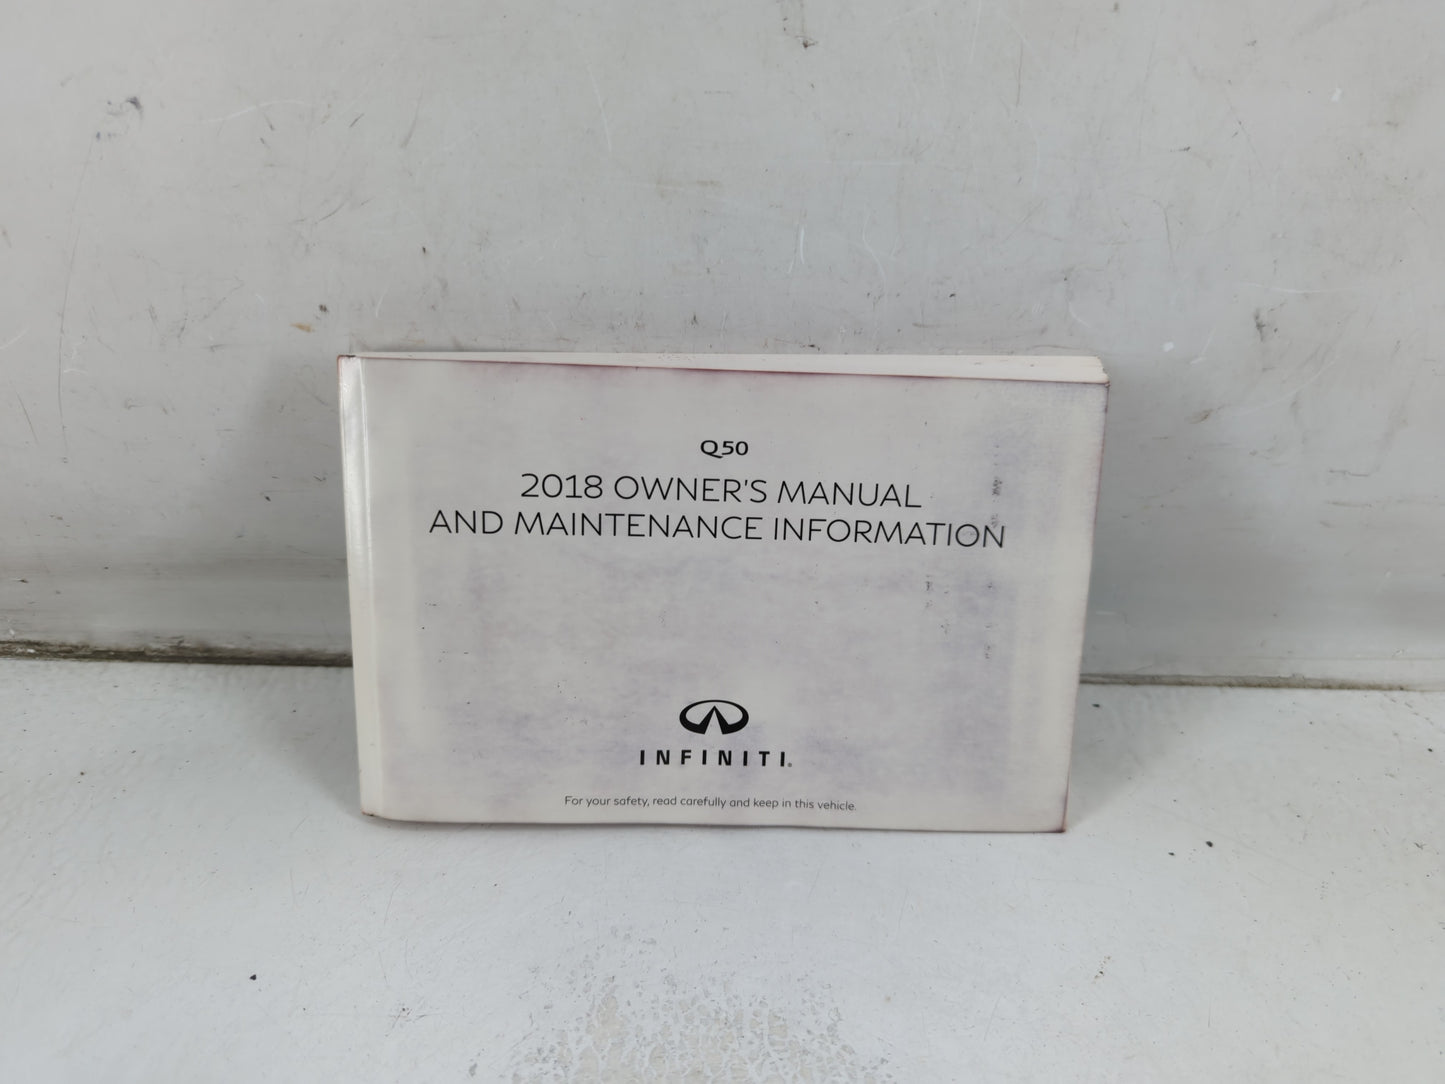 Q50
2018 OWNER'S MANUAL
AND MAINTENANCE INFORMATION
INFINITI®
For your safety, read carefully and keep in this vehicle.